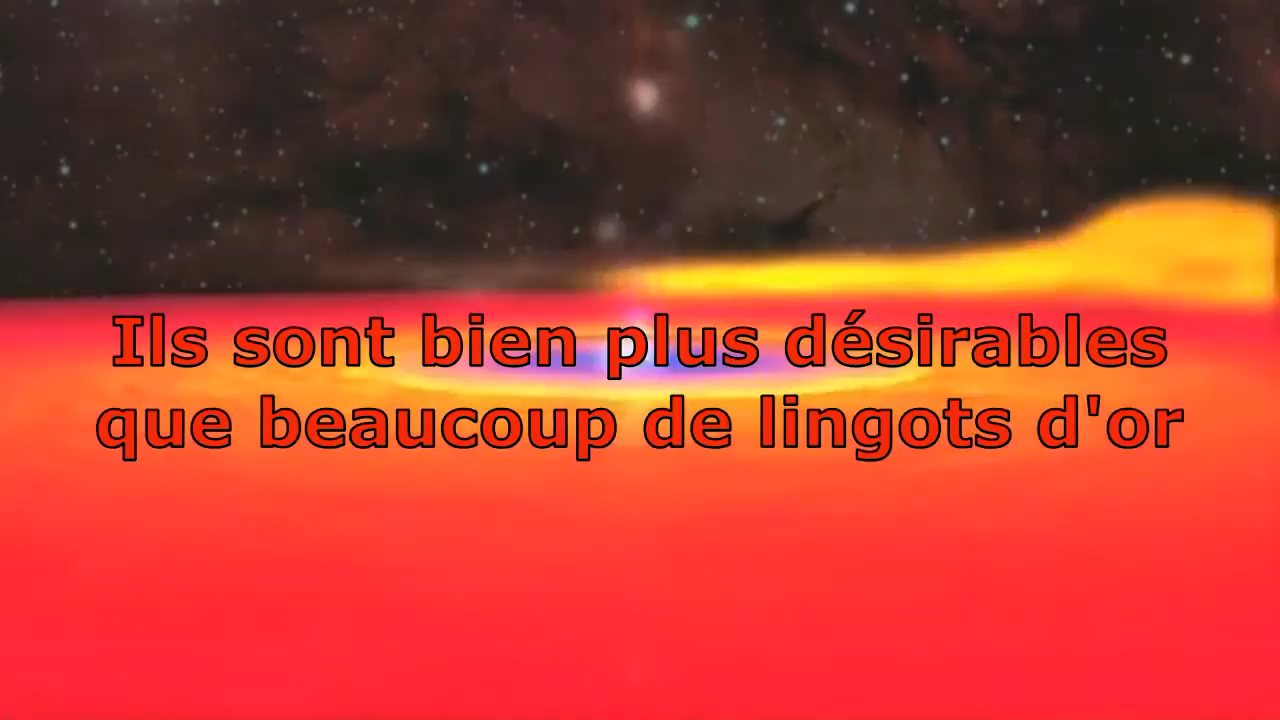 Ils sont bien plus désirables
que beaucoup de lingots d'or